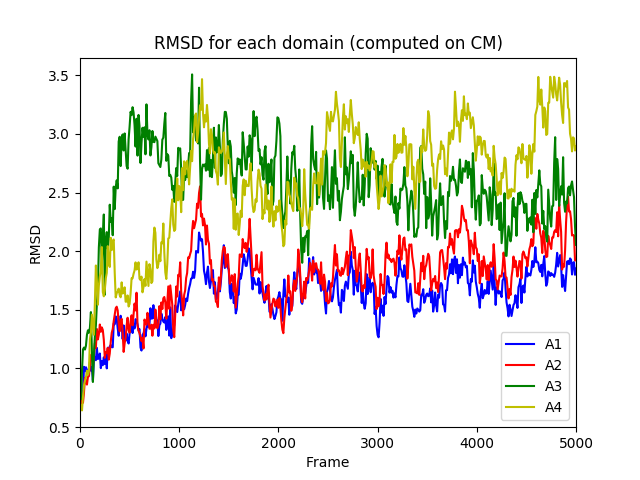 RMSD for each domain (computed on CM)
3.5
3.0
2.5
2.0
1.5
1.0
0.5
RMSD
A1
A2
A3
A4
0 1000 2000 3000 4000 5000
Frame